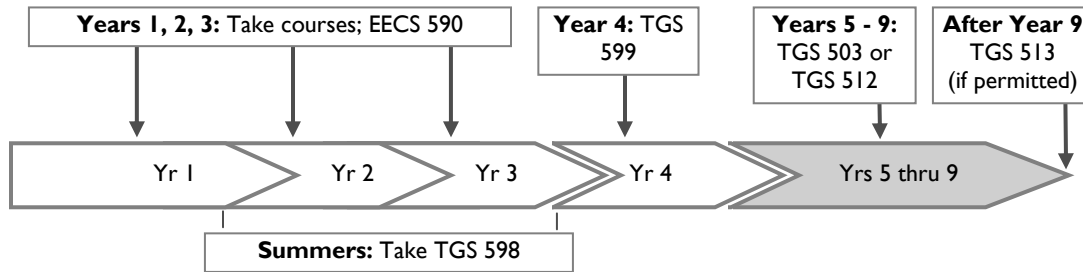 Years 1, 2, 3: Take courses; EECS 590
Year 4: TGS
599
Years 5 - 9:
TGS 503 or
TGS 512
After Year 9
TGS 513
(if permitted)
Yr 1
Yr 2
Yr 3
Yr 4
Yrs 5 thru 9
Summers: Take TGS 598